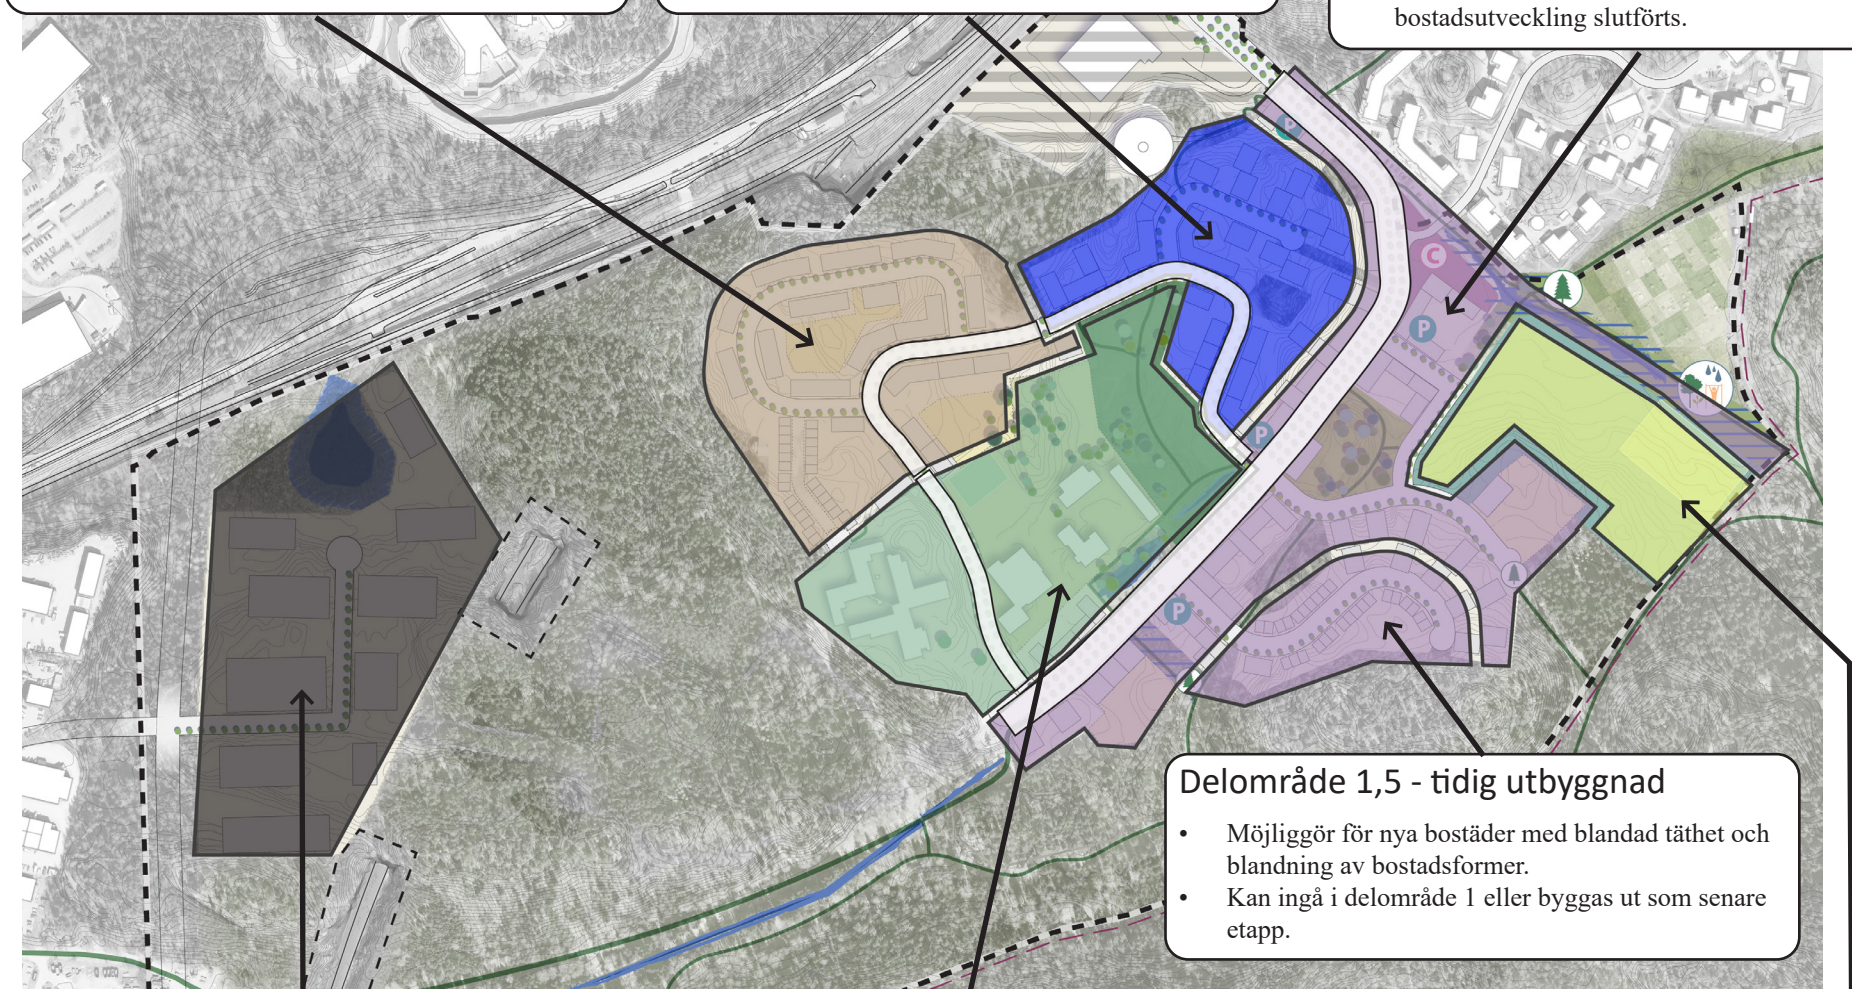 bostadsutveckling slutförts.
P
C
P
P
P
Delområde 1,5 - tidig utbyggnad
• Möjliggör för nya bostäder med blandad täthet och
blandning av bostadsformer.
• Kan ingå i delområde 1 eller byggas ut som senare
etapp.